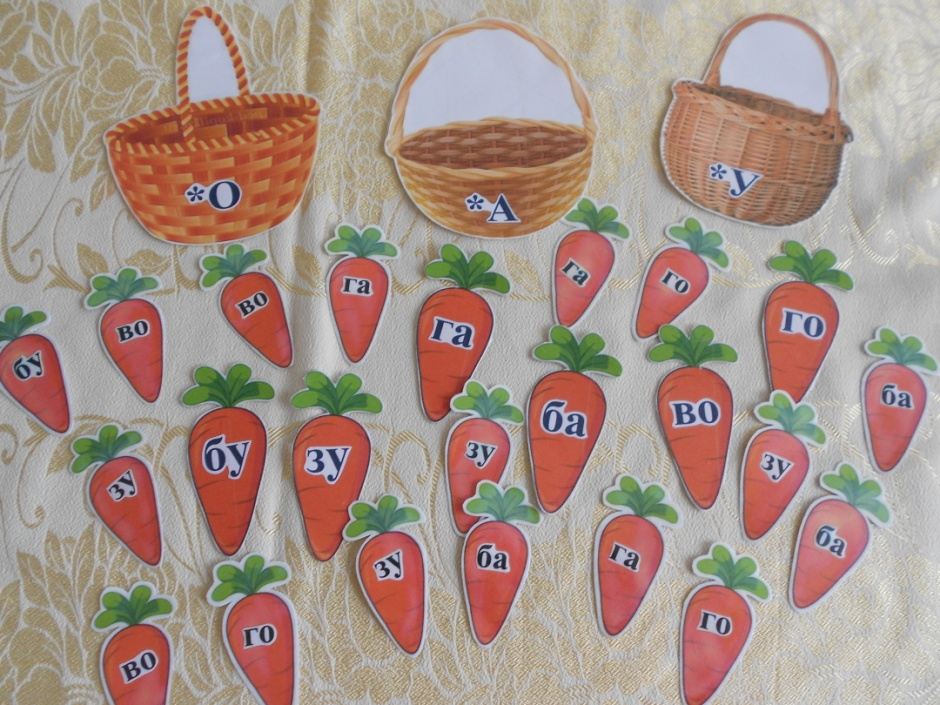 *О
*А
*У
бу
во
во
га
га
га
го
го
ба
зу
бу
зу
зу
ба
во
зу
ба
зу
ба
га
го
во
го